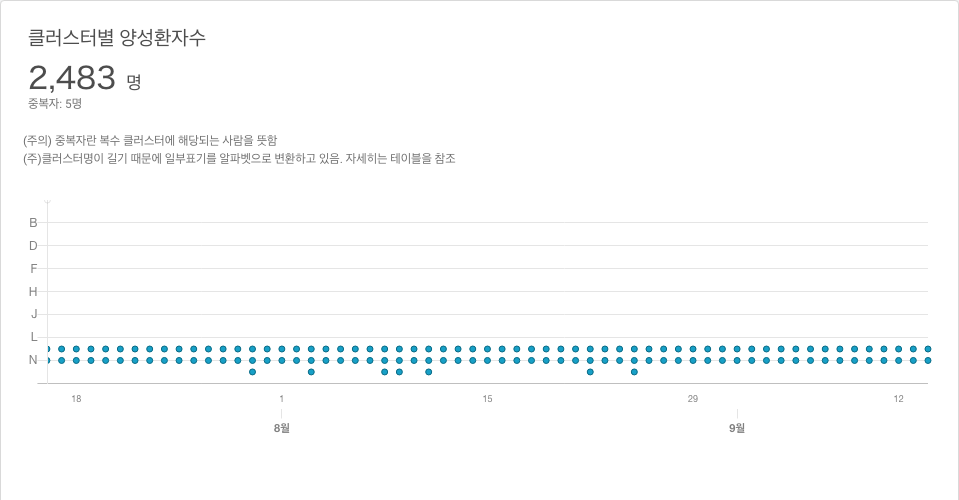 클러스터별 양성환자수
2,483 명
중복자: 5명
(주의) 중복자란 복수 클러스터에 해당되는 사람을 뜻함
(주)클러스터명이 길기 때문에 일부표기를 알파벳으로 변환하고 있음. 자세히는 테이블을 참조
B
D
F
H
J
L
N
18 1 15 29 12
8월 9월